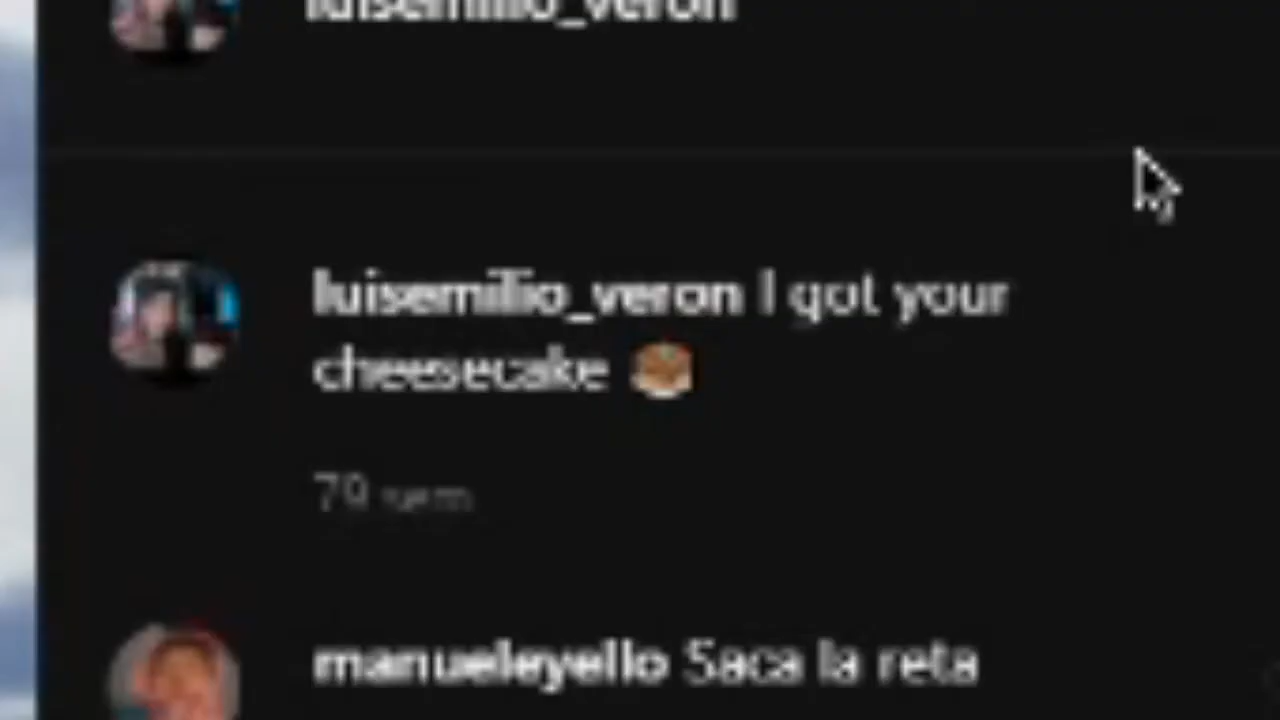 luisemilio_veron
luisemilio_veron I got your
cheesecake
79 sem
manueleyello Saca la reta